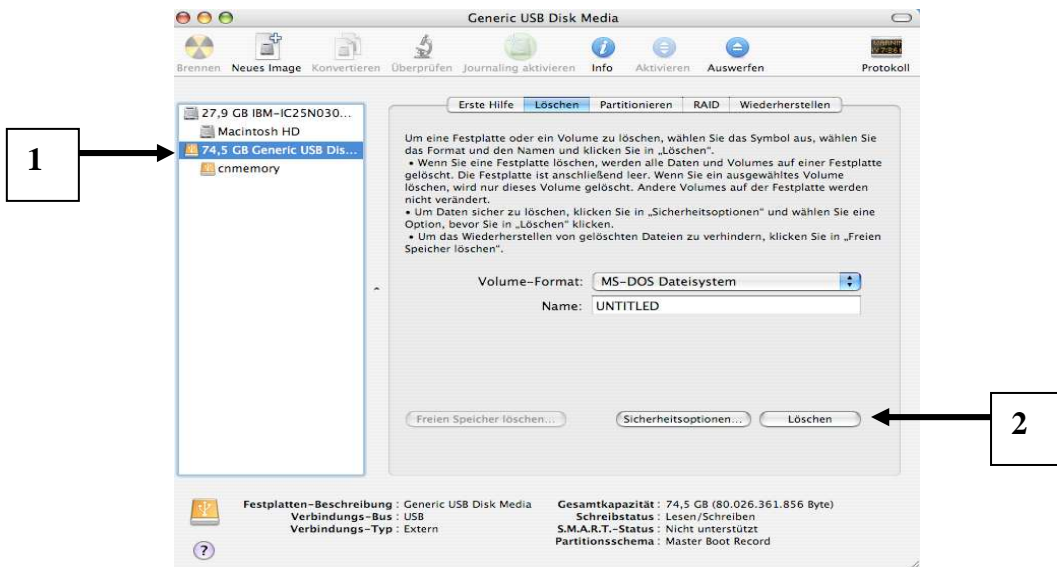 Generic USB Disk Media
Brennen Neues Image Konvertieren Überprüfen Journaling aktivieren Info Aktivieren Auswerfen Protokoll
Erste Hilfe Löschen Partitionieren RAID Wiederherstellen
27,9 GB IBM-IC25N030...
Macintosh HD
74,5 GB Generic USB Dis...
cnmemory
1
Um eine Festplatte oder ein Volume zu löschen, wählen Sie das Symbol aus, wählen Sie
das Format und den Namen und klicken Sie in „Löschen".
• Wenn Sie eine Festplatte löschen, werden alle Daten und Volumes auf einer Festplatte
gelöscht. Die Festplatte ist anschließend leer. Wenn Sie ein ausgewähltes Volume
löschen, wird nur dieses Volume gelöscht. Andere Volumes auf der Festplatte werden
nicht verändert.
• Um Daten sicher zu löschen, klicken Sie in „Sicherheitsoptionen" und wählen Sie eine
Option, bevor Sie in „Löschen" klicken.
• Um das Wiederherstellen von gelöschten Dateien zu verhindern, klicken Sie in „Freien
Speicher löschen".
Volume-Format: MS-DOS Dateisystem
Name: UNTITLED
Freien Speicher löschen... Sicherheitsoptionen... Löschen
2
Festplatten-Beschreibung : Generic USB Disk Media
Verbindungs-Bus : USB
Verbindungs-Typ : Extern
Gesamtkapazität : 74,5 GB (80.026.361.856 Byte)
Schreibstatus : Lesen/Schreiben
S.M.A.R.T.-Status : Nicht unterstützt
Partitionsschema : Master Boot Record
?